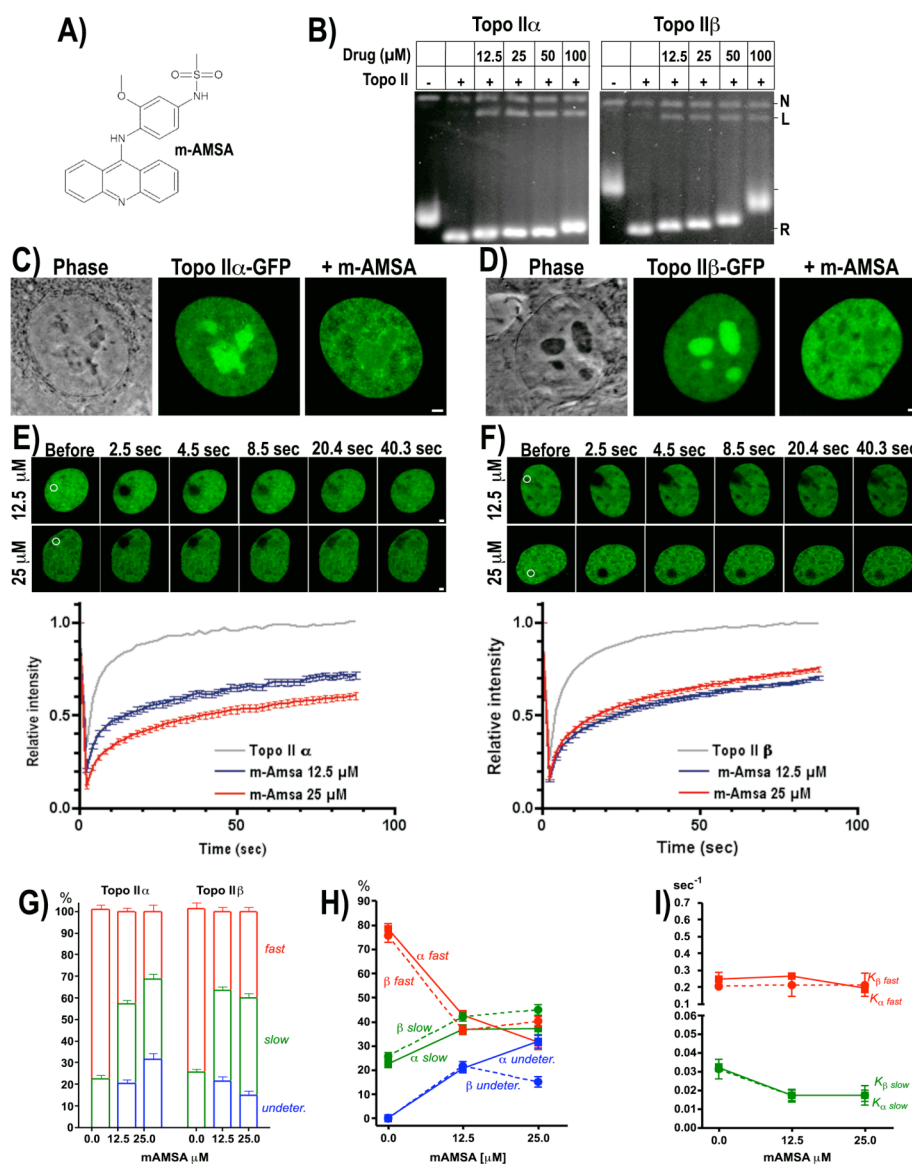 A)
O
S
O
O
NH
NH
m-AMSA
N
B)
Topo IIα Topo IIβ
Drug (μM) 12.5 25 50 100 12.5 25 50 100
Topo II - + + + + + - + + + + +
N
L
R
C) Phase Topo IIα-GFP + m-AMSA
D) Phase Topo IIβ-GFP + m-AMSA
E) Before 2.5 sec 4.5 sec 8.5 sec 20.4 sec 40.3 sec
12.5 μM
25 μM
F) Before 2.5 sec 4.5 sec 8.5 sec 20.4 sec 40.3 sec
12.5 μM
25 μM
Relative intensity
1.0
0.5
0.0
Topo II α
m-Amsa 12.5 μM
m-Amsa 25 μM
0 50 100
Time (sec)
Relative intensity
1.0
0.5
0.0
Topo II β
m-Amsa 12.5 μM
m-Amsa 25 μM
0 50 100
Time (sec)
G)
%
Topo IIα Topo IIβ
100
90
80
70
60
50
40
30
20
10
0
fast
slow
undeter.
0.0 12.5 25.0 0.0 12.5 25.0
mAMSA μM
H)
%
90
80
70
60
50
40
30
20
10
0
α fast
β fast
β slow
α slow
α undeter.
β undeter.
0.0 12.5 25.0
mAMSA [μM]
I)
sec-1
0.7
0.6
0.5
0.4
0.3
0.2
0.1
0.05
0.04
0.03
0.02
0.01
0.00
Kβ fast
Kα fast
Kβ slow
Kα slow
0.0 12.5 25.0
mAMSA μM